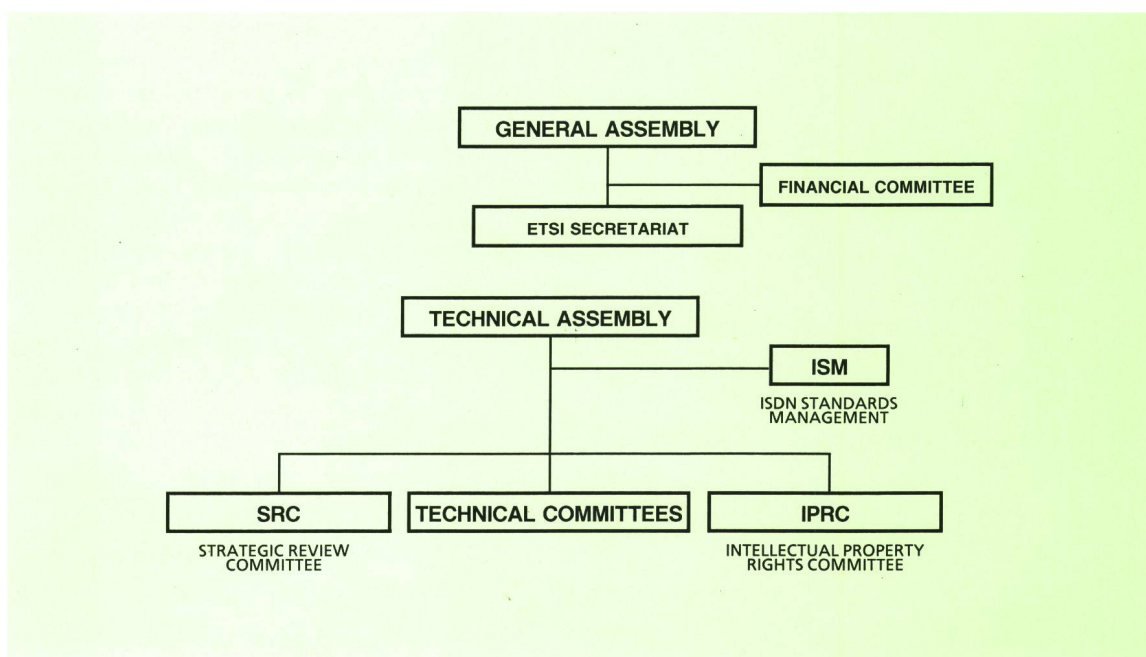 GENERAL ASSEMBLY
FINANCIAL COMMITTEE
ETSI SECRETARIAT
TECHNICAL ASSEMBLY
ISM
ISDN STANDARDS
MANAGEMENT
SRC
STRATEGIC REVIEW
COMMITTEE
TECHNICAL COMMITTEES
IPRC
INTELLECTUAL PROPERTY
RIGHTS COMMITTEE